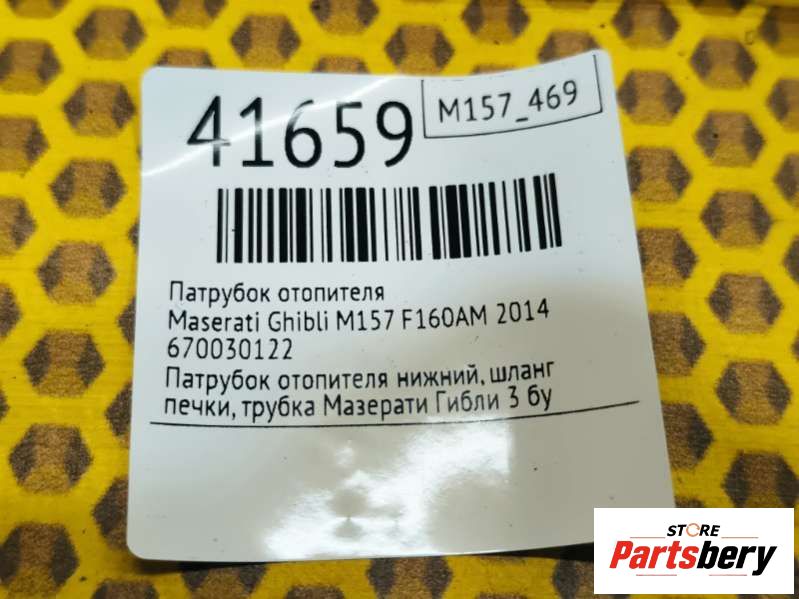 41659
M157_469
Патрубок отопителя
Maserati Ghibli M157 F160AM 2014
670030122
Патрубок отопителя нижний, шланг
печки, трубка Мазерати Гибли 3 бу
STORE
Partsbery